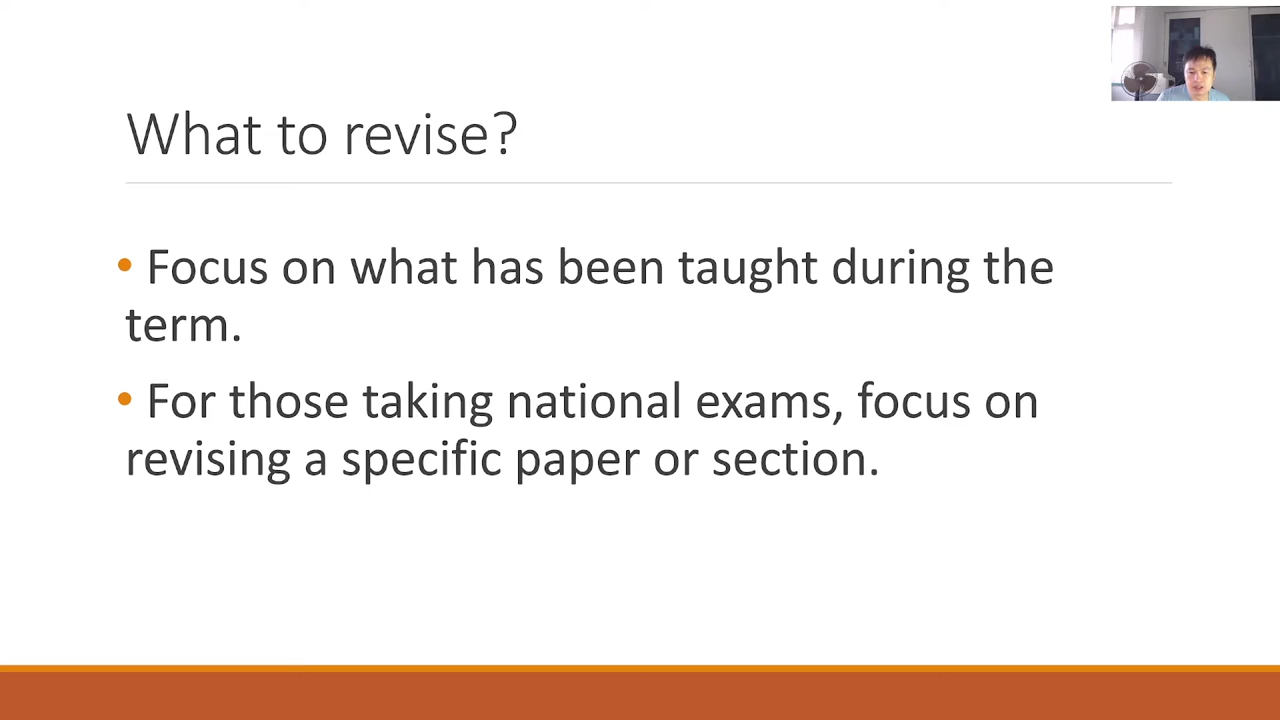 What to revise?
• Focus on what has been taught during the
term.
• For those taking national exams, focus on
revising a specific paper or section.